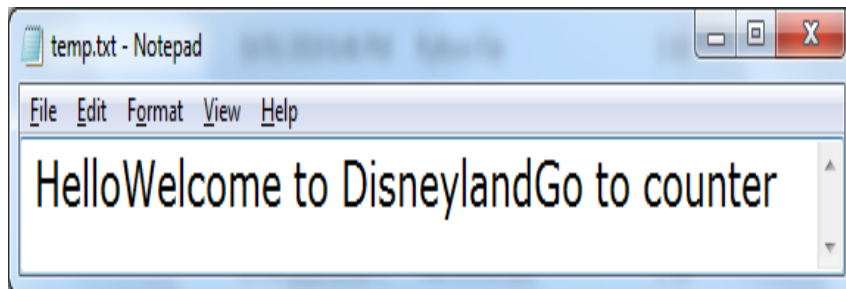 temp.txt - Notepad
File Edit Format View Help
HelloWelcome to DisneylandGo to counter